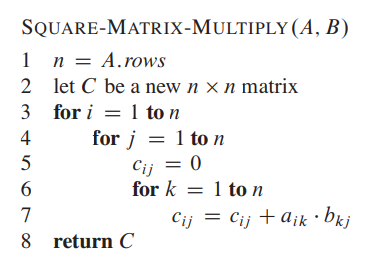 SQUARE-MATRIX-MULTIPLY(A, B)
1 n = A.rows
2 let C be a new n × n matrix
3 for i = 1 to n
4 for j = 1 to n
5 cij = 0
6 for k = 1 to n
7 cij = cij + aik · bkj
8 return C